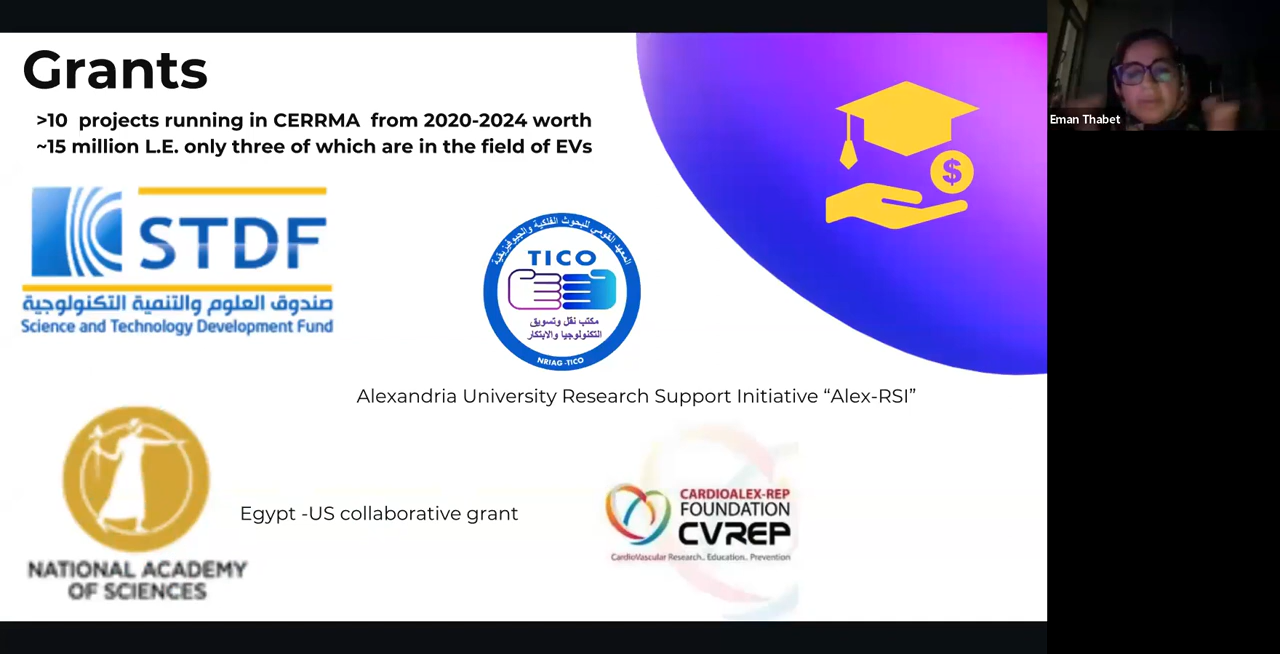 Grants
>10 projects running in CERRMA from 2020-2024 worth
~15 million L.E. only three of which are in the field of EVs
$
STDF
صندوق العلوم والتنمية التكنولوجية
Science and Technology Development Fund
المعهد القومي للبحوث الفلكية والجيوفيزيقية
TICO
مكتب نقل وتسويق
التكنولوجيا والابتكار
NRIAG -TICO
Alexandria University Research Support Initiative “Alex-RSI”
NATIONAL ACADEMY
OF SCIENCES
Egypt -US collaborative grant
CARDIOALEX-REP
FOUNDATION
CVREP
CardioVascular Research.. Education.. Prevention
Eman Thabet